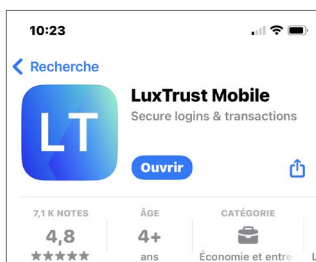 10:23
Recherche
LT
LuxTrust Mobile
Secure logins & transactions
Ouvrir
7,1 K NOTES
ÂGE
CATÉGORIE
4,8
4+
ans
Économie et entre
L